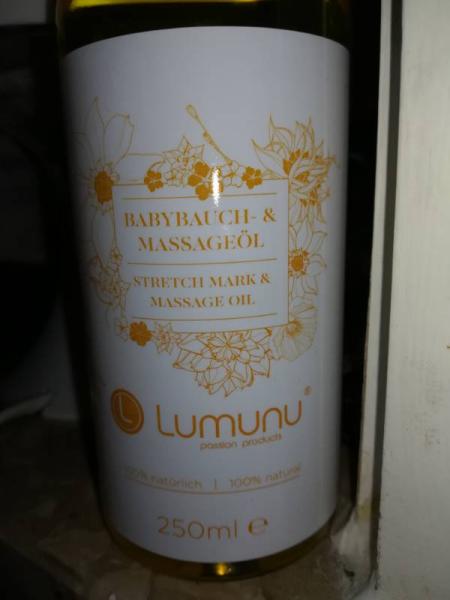 BABYBAUCH- &
MASSAGEÖL
STRETCH MARK &
MASSAGE OIL
L Lumunu®
passion products
100% natürlich | 100% natural
250ml ℮